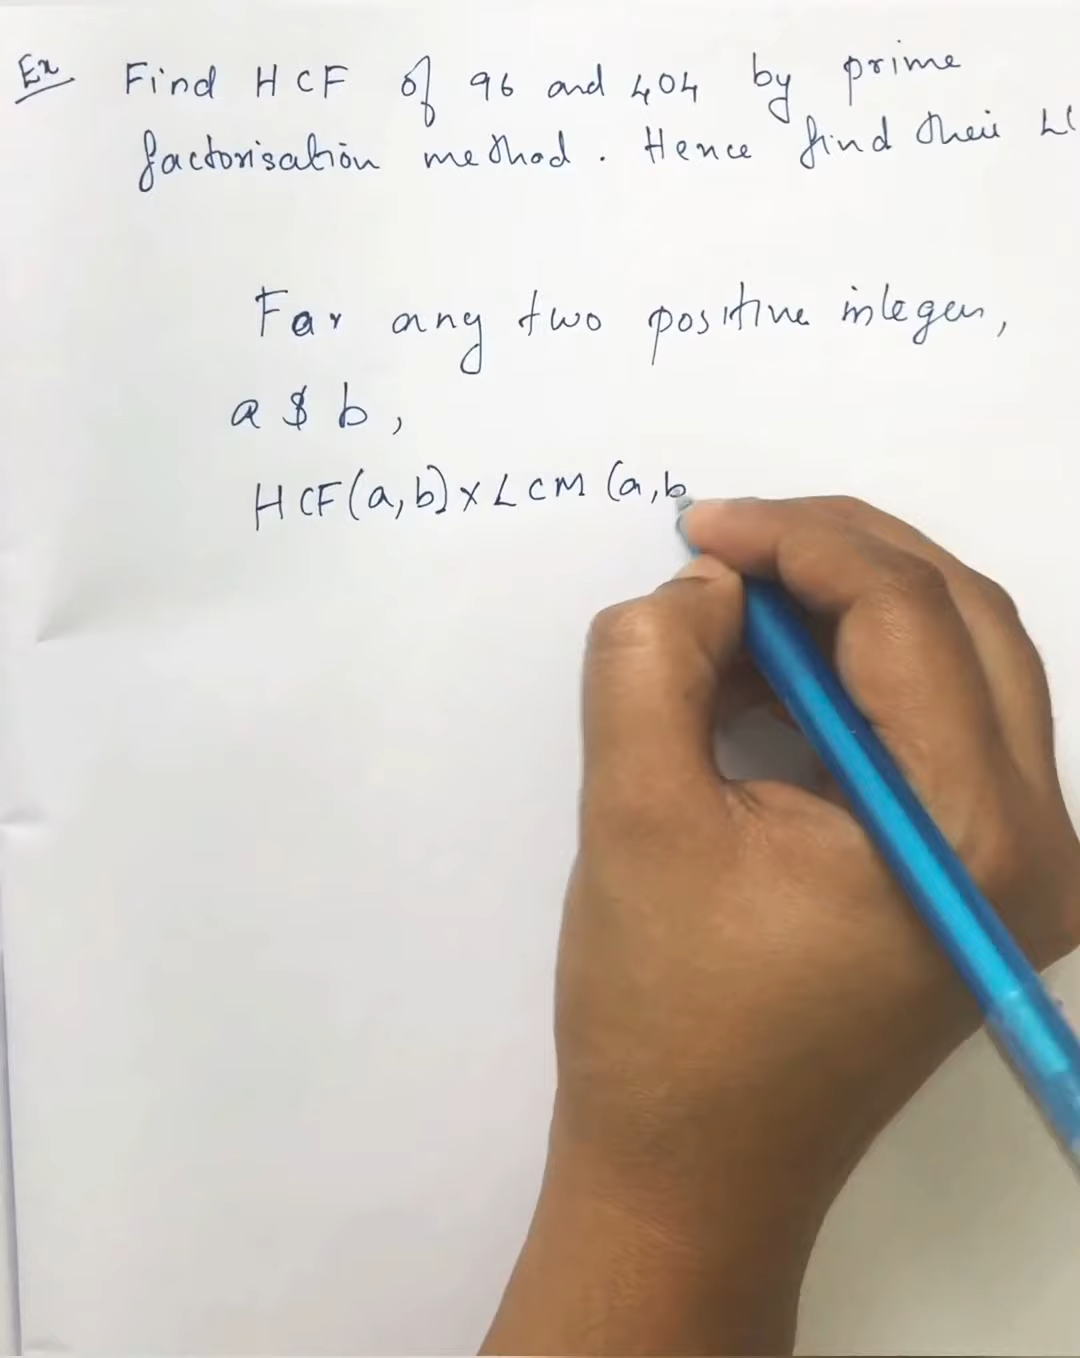 Ex Find HCF of 96 and 404 by prime
factorisation method. Hence find their LC
For any two positive integers,
a & b,
HCF(a,b) x LCM (a,b